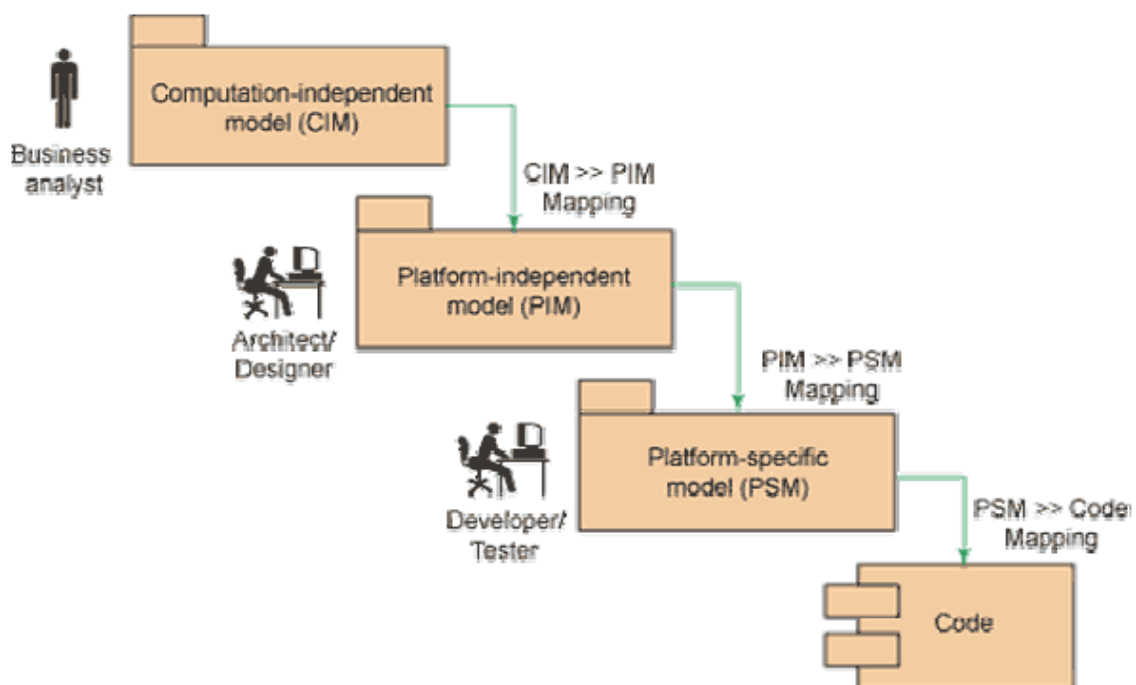 Computation-independent
model (CIM)
Business
analyst
CIM >> PIM
Mapping
Platform-independent
model (PIM)
Architect/
Designer
PIM >> PSM
Mapping
Platform-specific
model (PSM)
Developer/
Tester
PSM >> Code
Mapping
Code